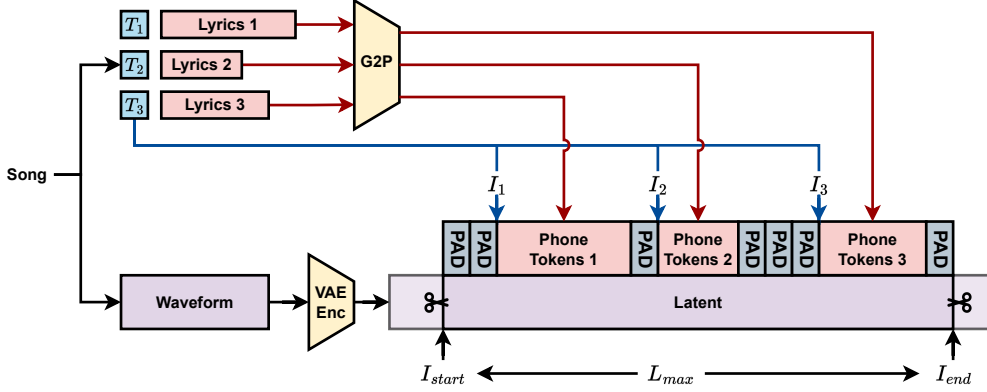 T1 Lyrics 1
T2 Lyrics 2
T3 Lyrics 3
G2P
Song
I1 I2 I3
PAD PAD Phone Tokens 1 PAD Phone Tokens 2 PAD PAD PAD Phone Tokens 3 PAD
Waveform
VAE
Enc
Latent
Istart Lmax Iend